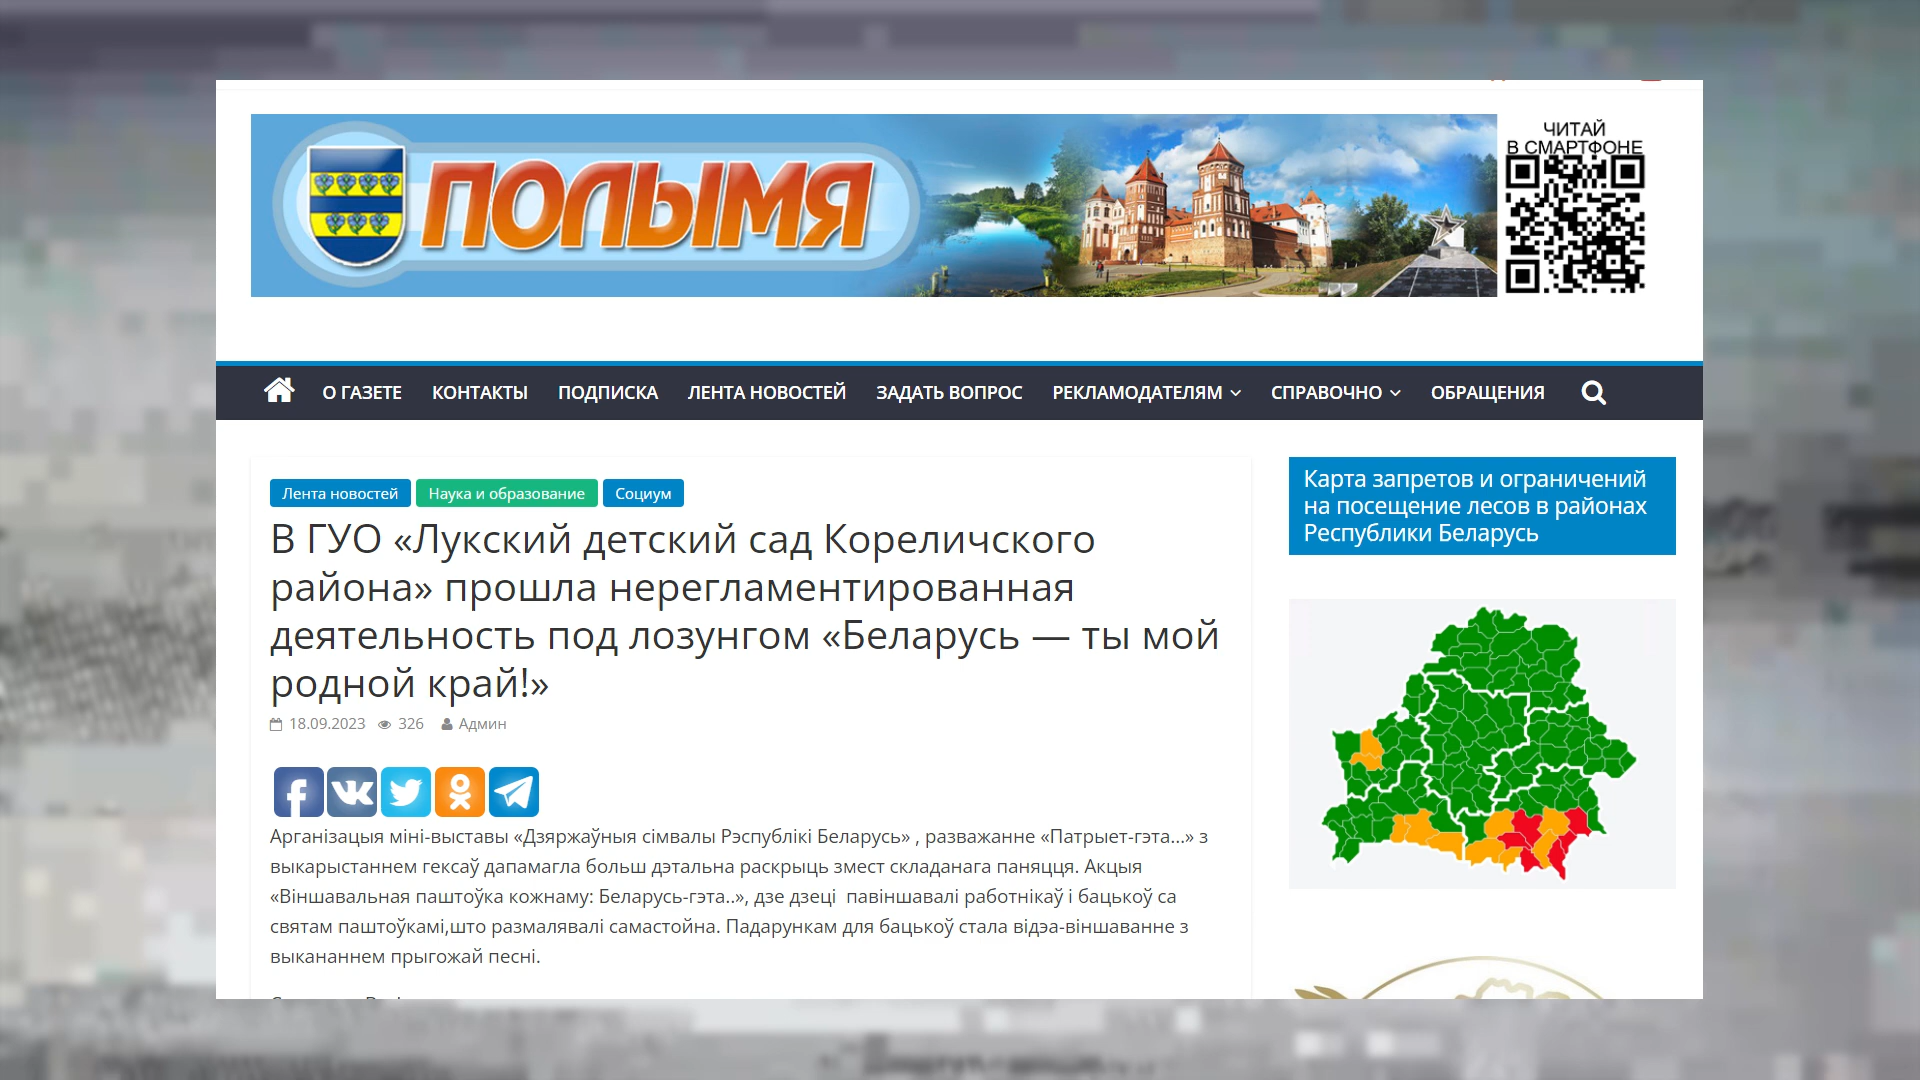 ПОЛЫМЯ
ЧИТАЙ
В СМАРТФОНЕ
О ГАЗЕТЕ КОНТАКТЫ ПОДПИСКА ЛЕНТА НОВОСТЕЙ ЗАДАТЬ ВОПРОС РЕКЛАМОДАТЕЛЯМ СПРАВОЧНО ОБРАЩЕНИЯ
Лента новостей Наука и образование Социум
В ГУО «Лукский детский сад Кореличского
района» прошла нерегламентированная
деятельность под лозунгом «Беларусь — ты мой
родной край!»
18.09.2023 326 Админ
Арганізацыя міні-выставы «Дзяржаўныя сімвалы Рэспублікі Беларусь» , разважанне «Патрыет-гэта...» з
выкарыстаннем гексаў дапамагла больш дэтальна раскрыць змест складанага паняцця. Акцыя
«Віншавальная паштоўка кожнаму: Беларусь-гэта..», дзе дзеці павіншавалі работнікаў і бацькоў са
святам паштоўкамі,што размалявалі самастойна. Падарункам для бацькоў стала відэа-віншаванне з
выкананнем прыгожай песні.
Карта запретов и ограничений
на посещение лесов в районах
Республики Беларусь